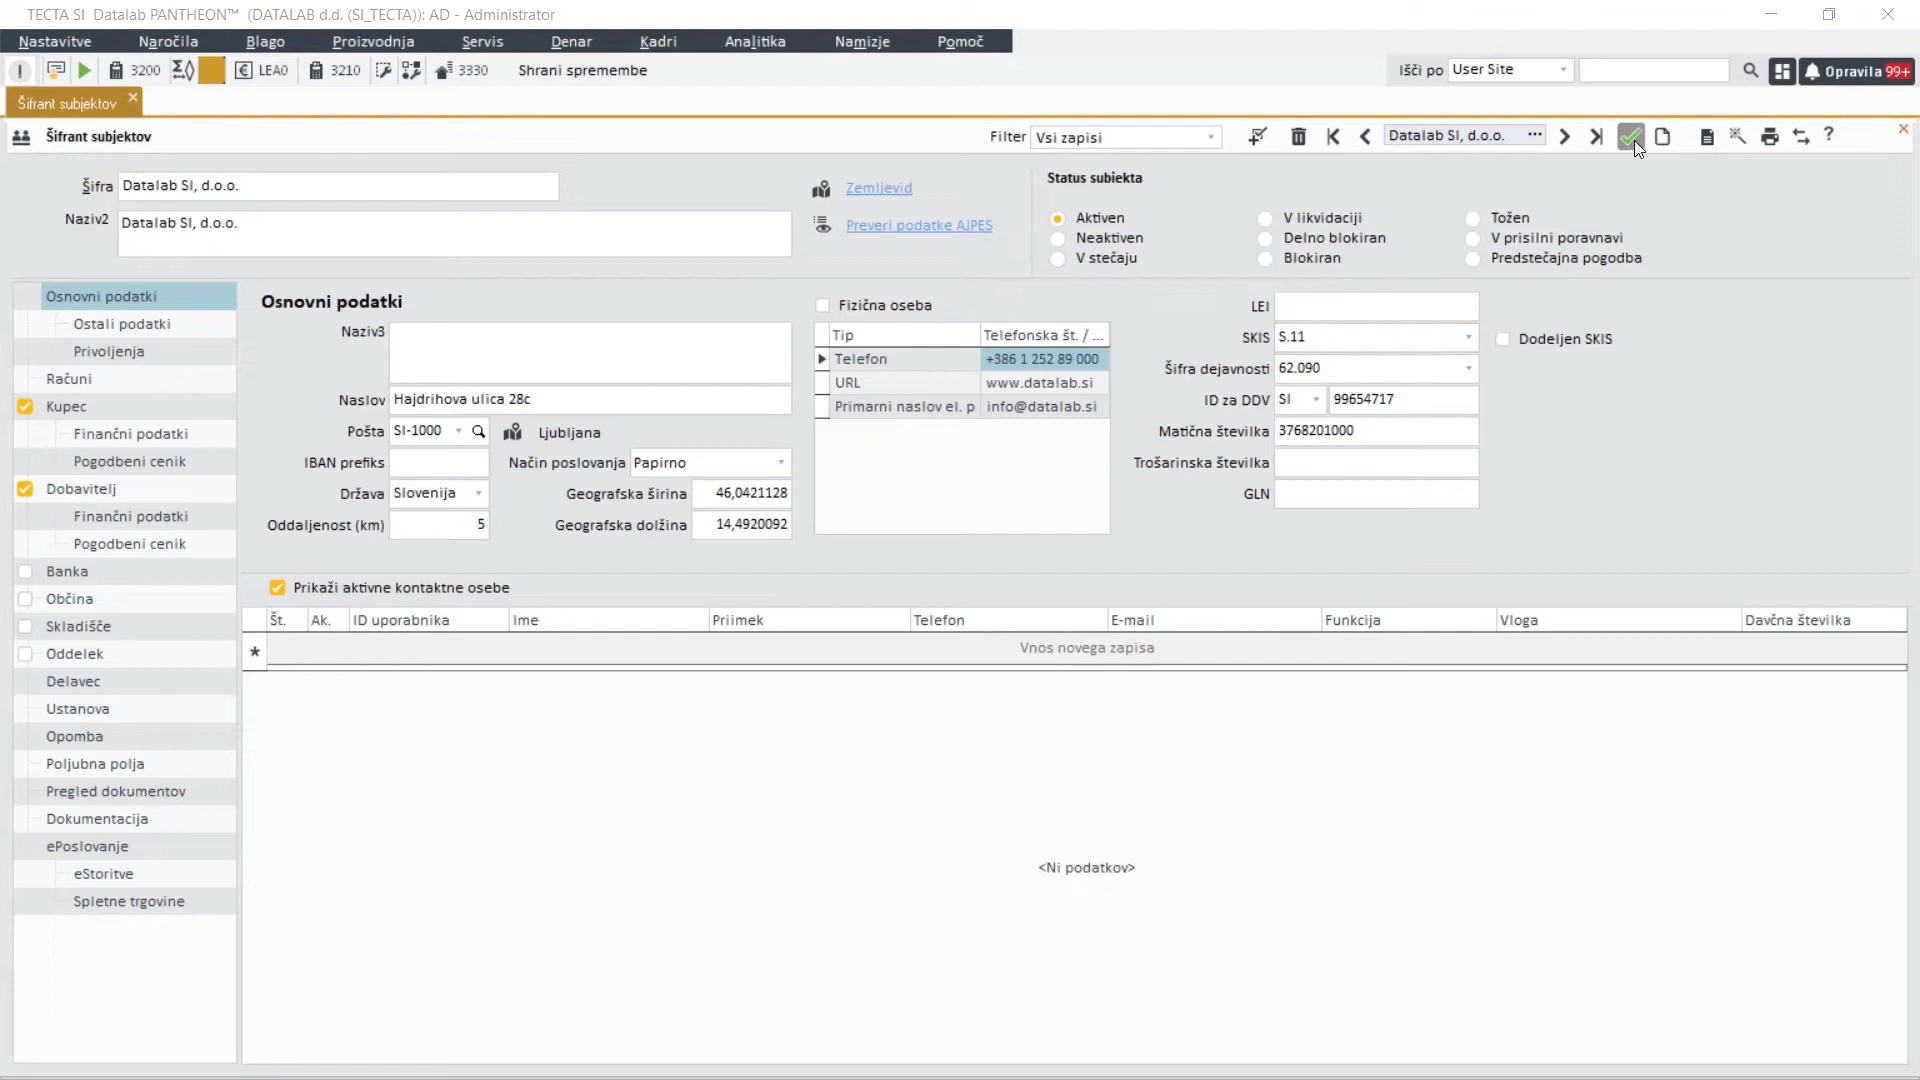 TECTA SI Datalab PANTHEON™ (DATALAB d.d. (SI_TECTA)): AD - Administrator
Nastavitve Naročila Blago Proizvodnja Servis Denar Kadri Analitika Namizje Pomoč
3200 LEA0 3210 3330 Shrani spremembe Išči po User Site Opravila 99+
Šifrant subjektov
Šifrant subjektov Filter Vsi zapisi Datalab SI, d.o.o. ... ?
Šifra Datalab SI, d.o.o.
Naziv2 Datalab SI, d.o.o.
Zemljevid
Preveri podatke AJPES
Status subjekta
Aktiven V likvidaciji Tožen
Neaktiven Delno blokiran V prisilni poravnavi
V stečaju Blokiran Predstečajna pogodba
Osnovni podatki
Ostali podatki
Privoljenja
Računi
Kupec
Finančni podatki
Pogodbeni cenik
Dobavitelj
Finančni podatki
Pogodbeni cenik
Banka
Občina
Skladišče
Oddelek
Delavec
Ustanova
Opomba
Poljubna polja
Pregled dokumentov
Dokumentacija
ePoslovanje
eStoritve
Spletne trgovine
Osnovni podatki
Naziv3
Naslov Hajdrihova ulica 28c
Pošta SI-1000 Ljubljana
IBAN prefiks Način poslovanja Papirno
Država Slovenija Geografska širina 46,0421128
Oddaljenost (km) 5 Geografska dolžina 14,4920092
Fizična oseba
Tip Telefonska št. / ...
Telefon +386 1 252 89 000
URL www.datalab.si
Primarni naslov el. p info@datalab.si
LEI
SKIS S.11 Dodeljen SKIS
Šifra dejavnosti 62.090
ID za DDV SI 99654717
Matična številka 3768201000
Trošarinska številka
GLN
Prikaži aktivne kontaktne osebe
Št. Ak. ID uporabnika Ime Priimek Telefon E-mail Funkcija Vloga Davčna številka
Vnos novega zapisa
<Ni podatkov>